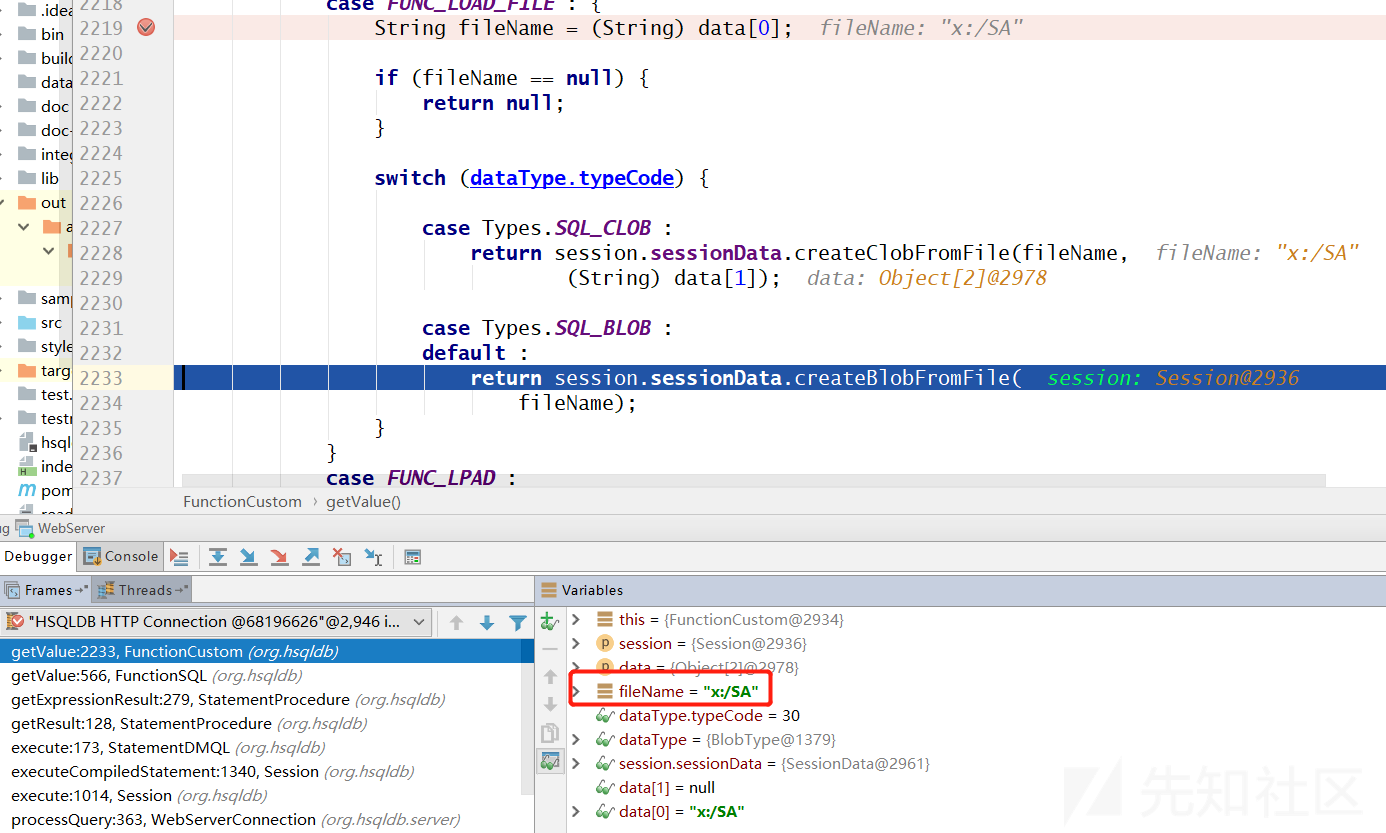 .idea
bin
build
data
doc
doc-
integ
lib
out
a
samp
src
style
targ
test.
testr
hsql
inde
pom
2218 case FUNC_LOAD_FILE : {
2219 String fileName = (String) data[0]; fileName: "x:/SA"
2220
2221 if (fileName == null) {
2222 return null;
2223 }
2224
2225 switch (dataType.typeCode) {
2226
2227 case Types.SQL_CLOB :
2228 return session.sessionData.createClobFromFile(fileName, fileName: "x:/SA"
2229 (String) data[1]); data: Object[2]@2978
2230
2231 case Types.SQL_BLOB :
2232 default :
2233 return session.sessionData.createBlobFromFile( session: Session@2936
2234 fileName);
2235 }
2236 }
2237 case FUNC_LPAD :
FunctionCustom › getValue()
ug WebServer
Debugger Console
Frames Threads
"HSQLDB HTTP Connection @68196626"@2,946 i...
getValue:2233, FunctionCustom (org.hsqldb)
getValue:566, FunctionSQL (org.hsqldb)
getExpressionResult:279, StatementProcedure (org.hsqldb)
getResult:128, StatementProcedure (org.hsqldb)
execute:173, StatementDMQL (org.hsqldb)
executeCompiledStatement:1340, Session (org.hsqldb)
execute:1014, Session (org.hsqldb)
processQuery:363, WebServerConnection (org.hsqldb.server)
Variables
this = {FunctionCustom@2934}
session = {Session@2936}
data = {Object[2]@2978}
fileName = "x:/SA"
dataType.typeCode = 30
dataType = {BlobType@1379}
session.sessionData = {SessionData@2961}
data[1] = null
data[0] = "x:/SA"
先知社区